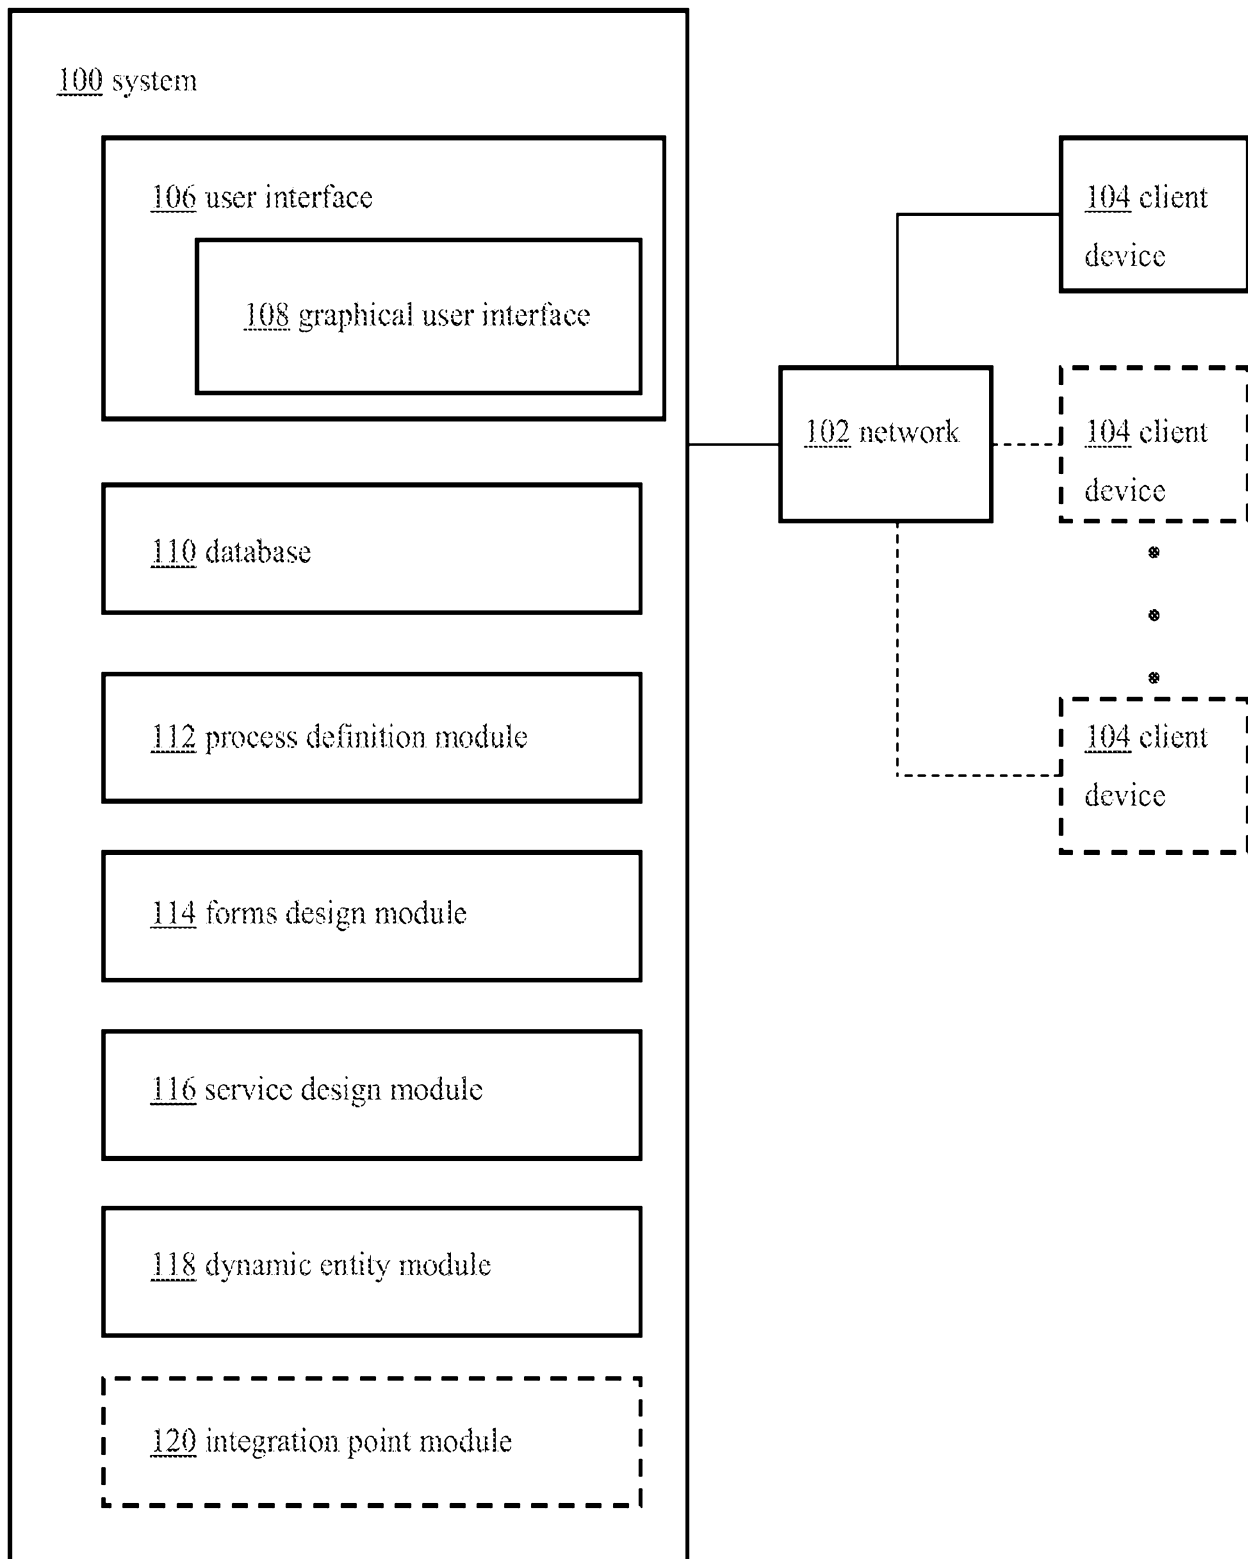 100 system
106 user interface
108 graphical user interface
110 database
112 process definition module
114 forms design module
116 service design module
118 dynamic entity module
120 integration point module
102 network
104 client
device
104 client
device
104 client
device